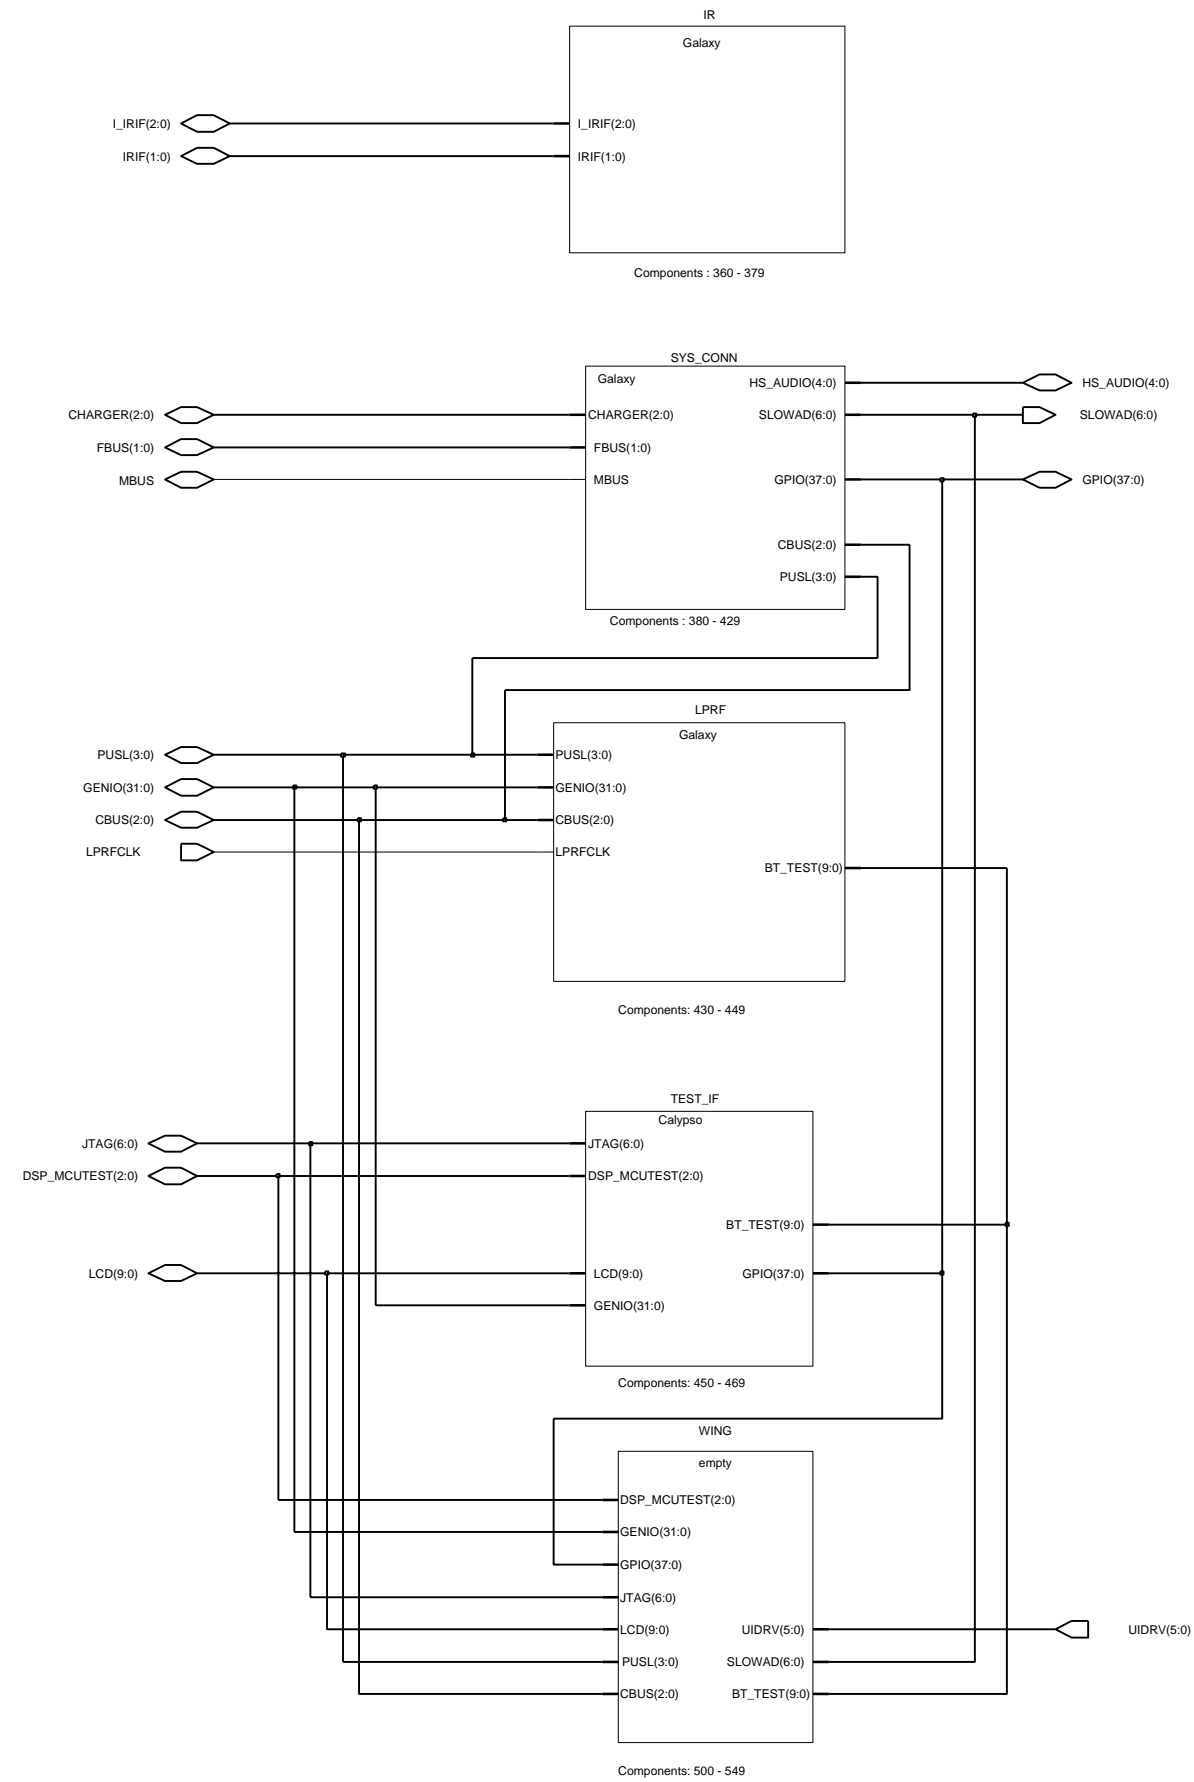 IR
Galaxy
I_IRIF(2:0) I_IRIF(2:0)
IRIF(1:0) IRIF(1:0)
Components : 360 - 379
SYS_CONN
Galaxy HS_AUDIO(4:0) HS_AUDIO(4:0)
CHARGER(2:0) CHARGER(2:0) SLOWAD(6:0) SLOWAD(6:0)
FBUS(1:0) FBUS(1:0)
MBUS MBUS GPIO(37:0) GPIO(37:0)
CBUS(2:0)
PUSL(3:0)
Components : 380 - 429
LPRF
Galaxy
PUSL(3:0) PUSL(3:0)
GENIO(31:0) GENIO(31:0)
CBUS(2:0) CBUS(2:0)
LPRFCLK LPRFCLK
BT_TEST(9:0)
Components: 430 - 449
TEST_IF
Calypso
JTAG(6:0) JTAG(6:0)
DSP_MCUTEST(2:0) DSP_MCUTEST(2:0)
BT_TEST(9:0)
LCD(9:0) LCD(9:0) GPIO(37:0)
GENIO(31:0)
Components: 450 - 469
WING
empty
DSP_MCUTEST(2:0)
GENIO(31:0)
GPIO(37:0)
JTAG(6:0)
LCD(9:0) UIDRV(5:0) UIDRV(5:0)
PUSL(3:0) SLOWAD(6:0)
CBUS(2:0) BT_TEST(9:0)
Components: 500 - 549